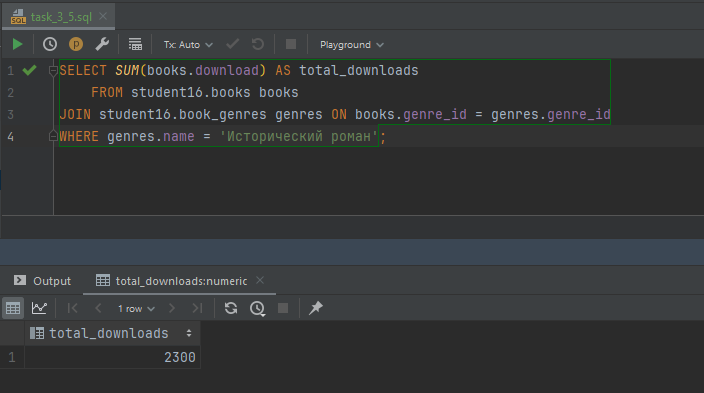 SQL
task_3_5.sql
P
Tx: Auto
Playground
1 SELECT SUM(books.download) AS total_downloads
2 FROM student16.books books
3 JOIN student16.book_genres genres ON books.genre_id = genres.genre_id
4 WHERE genres.name = 'Исторический роман';
Output
total_downloads:numeric
1 row
total_downloads
1 2300